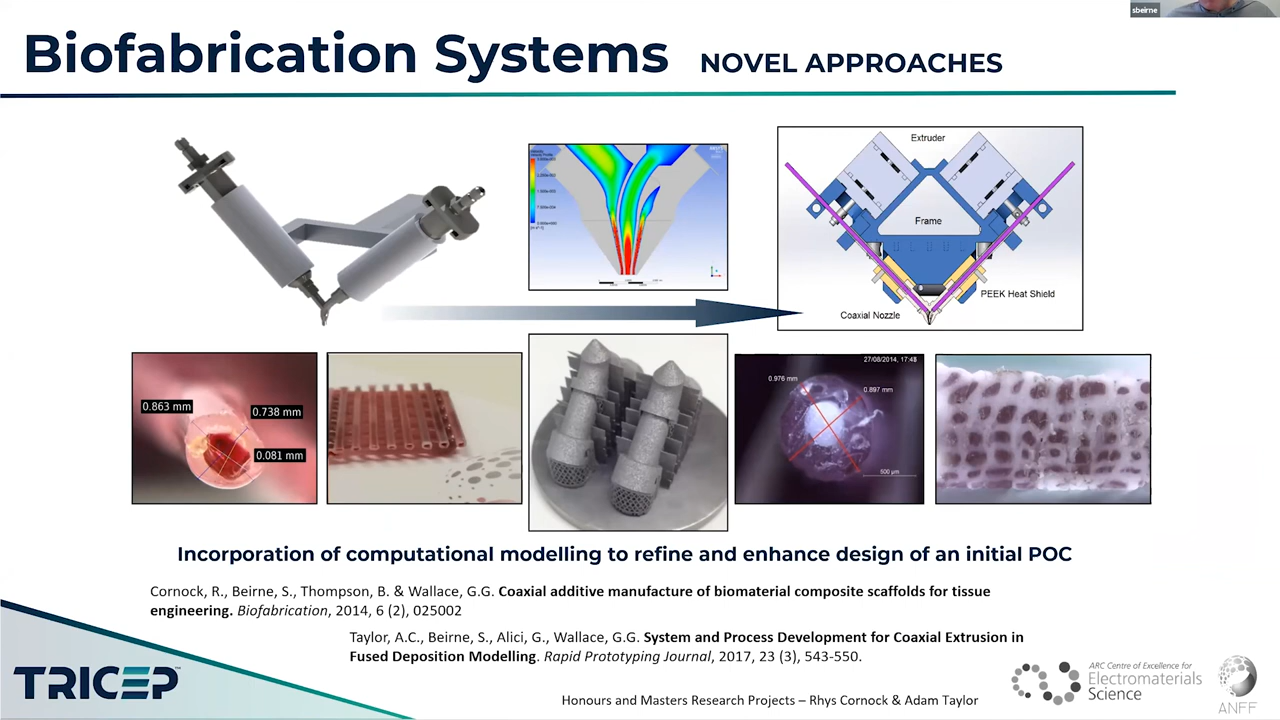 sbeirne
Biofabrication Systems NOVEL APPROACHES
Extruder
Frame
PEEK Heat Shield
Coaxial Nozzle
0.863 mm
0.738 mm
0.081 mm
27/08/2014, 17:48
0.976 mm
0.897 mm
500 µm
Incorporation of computational modelling to refine and enhance design of an initial POC
Cornock, R., Beirne, S., Thompson, B. & Wallace, G.G. Coaxial additive manufacture of biomaterial composite scaffolds for tissue
engineering. Biofabrication, 2014, 6 (2), 025002
Taylor, A.C., Beirne, S., Alici, G., Wallace, G.G. System and Process Development for Coaxial Extrusion in
Fused Deposition Modelling. Rapid Prototyping Journal, 2017, 23 (3), 543-550.
TRICEP™
Honours and Masters Research Projects – Rhys Cornock & Adam Taylor
ARC Centre of Excellence for
Electromaterials
Science
ANFF